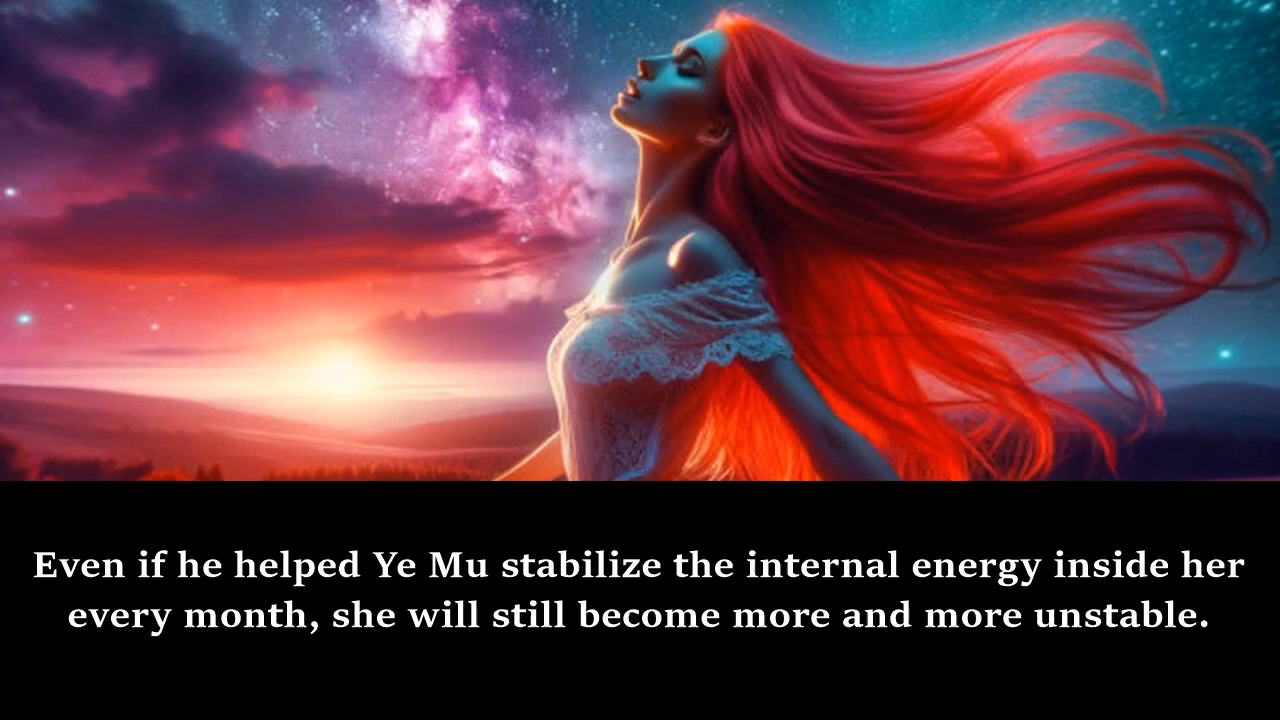 Even if he helped Ye Mu stabilize the internal energy inside her
every month, she will still become more and more unstable.